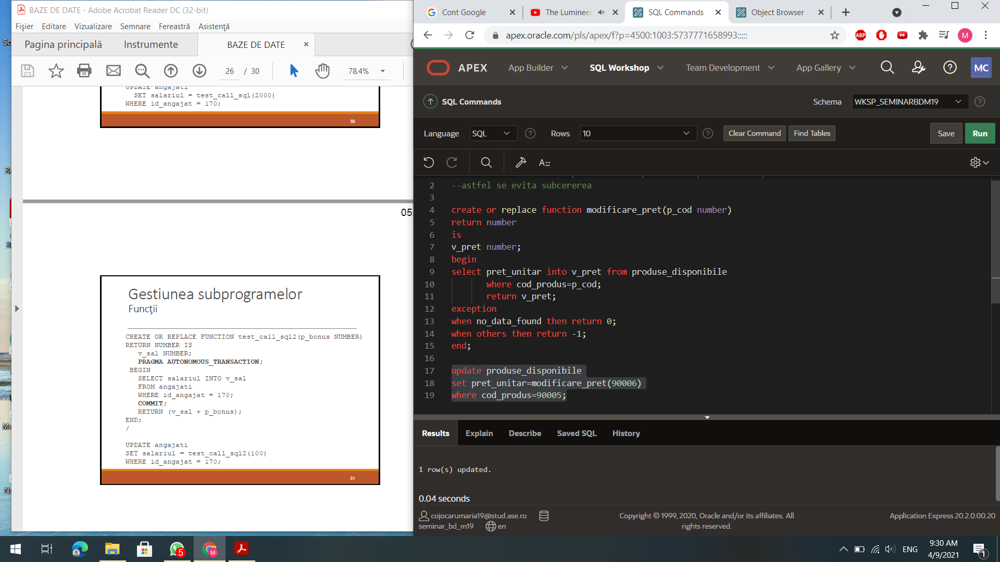 BAZE DE DATE - Adobe Acrobat Reader DC (32-bit)
Fişier Editare Vizualizare Semnare Fereastră Asistenţă
Pagina principală Instrumente BAZE DE DATE ×
26 / 30 78.4%
UPDATE angajati
SET salariul = test_call_sql(2000)
WHERE id_angajat = 170;
50
05
Gestiunea subprogramelor
Funcţii
CREATE OR REPLACE FUNCTION test_call_sql2(p_bonus NUMBER)
RETURN NUMBER IS
v_sal NUMBER;
PRAGMA AUTONOMOUS_TRANSACTION;
BEGIN
SELECT salariul INTO v_sal
FROM angajati
WHERE id_angajat = 170;
COMMIT;
RETURN (v_sal + p_bonus);
END;
/
UPDATE angajati
SET salariul = test_call_sql2(100)
WHERE id_angajat = 170;
51
Cont Google The Lumineer SQL Commands Object Browser
apex.oracle.com/pls/apex/f?p=4500:1003:5737771658993:::::
ABP M
APEX App Builder SQL Workshop Team Development App Gallery MC
SQL Commands Schema WKSP_SEMINARBDM19
Language SQL Rows 10 Clear Command Find Tables Save Run
2 --astfel se evita subcererea
3
4 create or replace function modificare_pret(p_cod number)
5 return number
6 is
7 v_pret number;
8 begin
9 select pret_unitar into v_pret from produse_disponibile
10 where cod_produs=p_cod;
11 return v_pret;
12 exception
13 when no_data_found then return 0;
14 when others then return -1;
15 end;
16
17 update produse_disponibile
18 set pret_unitar=modificare_pret(90006)
19 where cod_produs=90005;
Results Explain Describe Saved SQL History
1 row(s) updated.
0.04 seconds
cojocarumaria19@stud.ase.ro
seminar_bd_m19 en
Copyright © 1999, 2020, Oracle and/or its affiliates. All
rights reserved.
Application Express 20.2.0.00.20
5 M ENG 9:30 AM
4/9/2021 1